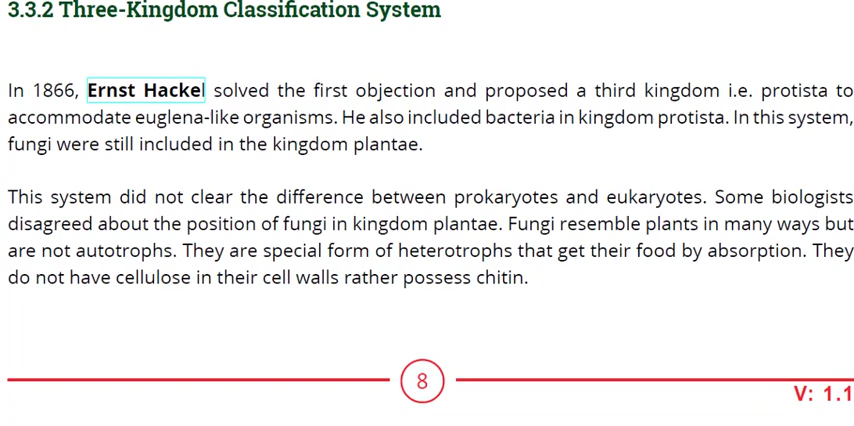 3.3.2 Three-Kingdom Classification System
In 1866, Ernst Hackel solved the first objection and proposed a third kingdom i.e. protista to
accommodate euglena-like organisms. He also included bacteria in kingdom protista. In this system,
fungi were still included in the kingdom plantae.
This system did not clear the difference between prokaryotes and eukaryotes. Some biologists
disagreed about the position of fungi in kingdom plantae. Fungi resemble plants in many ways but
are not autotrophs. They are special form of heterotrophs that get their food by absorption. They
do not have cellulose in their cell walls rather possess chitin.
8
V: 1.1